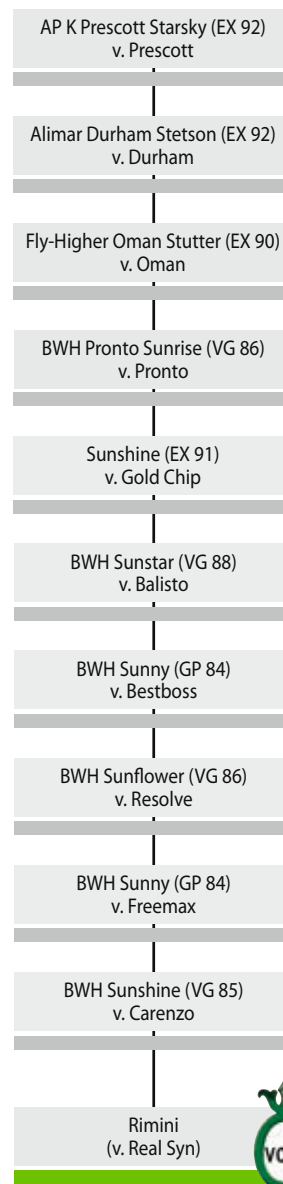 AP K Prescott Starsky (EX 92)
v. Prescott
Alimar Durham Stetson (EX 92)
v. Durham
Fly-Higher Oman Stutter (EX 90)
v. Oman
BWH Pronto Sunrise (VG 86)
v. Pronto
Sunshine (EX 91)
v. Gold Chip
BWH Sunstar (VG 88)
v. Balisto
BWH Sunny (GP 84)
v. Bestboss
BWH Sunflower (VG 86)
v. Resolve
BWH Sunny (GP 84)
v. Freemax
BWH Sunshine (VG 85)
v. Carenzo
Rimini
(v. Real Syn)